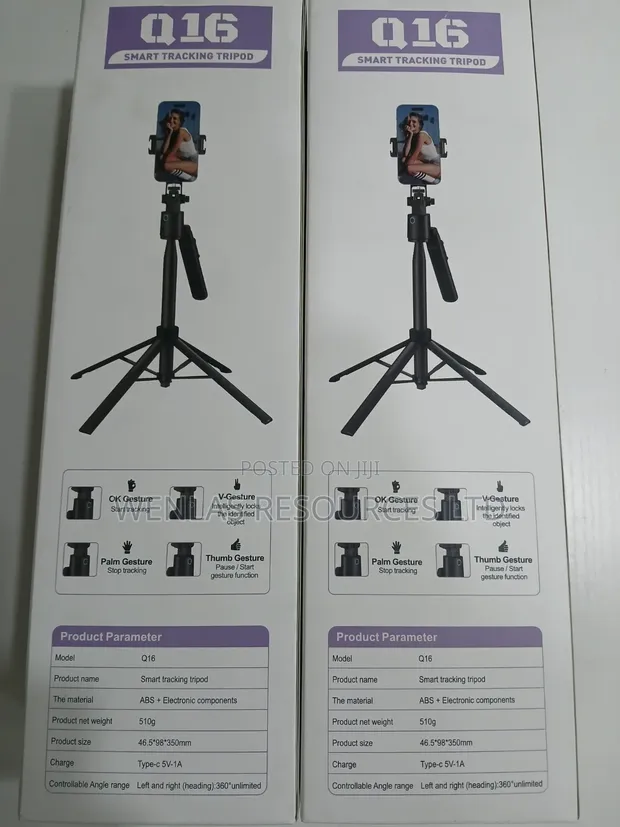 Q16
SMART TRACKING TRIPOD
OK Gesture
Start tracking
V-Gesture
Intelligently locks
the identified
object
Palm Gesture
Stop tracking
Thumb Gesture
Pause / Start
gesture function
Product Parameter
Model Q16
Product name Smart tracking tripod
The material ABS + Electronic components
Product net weight 510g
Product size 46.5*98*350mm
Charge Type-c 5V-1A
Controllable Angle range Left and right (heading):360°unlimited
Q16
SMART TRACKING TRIPOD
OK Gesture
Start tracking
V-Gesture
Intelligently locks
the identified
object
Palm Gesture
Stop tracking
Thumb Gesture
Pause / Start
gesture function
Product Parameter
Model Q16
Product name Smart tracking tripod
The material ABS + Electronic components
Product net weight 510g
Product size 46.5*98*350mm
Charge Type-c 5V-1A
Controllable Angle range Left and right (heading):360°unlimited
POSTED ON JIJI
RESOURCES